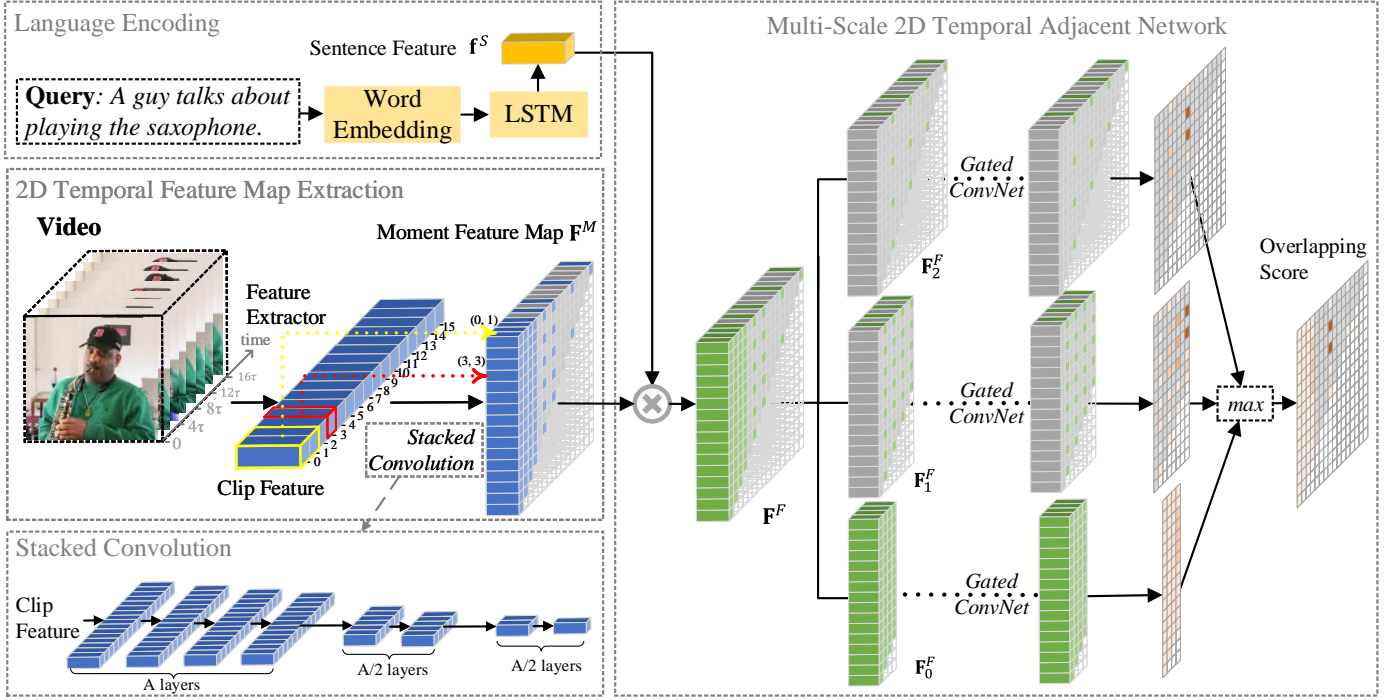 Language Encoding
Sentence Feature f^S
Query: A guy talks about
playing the saxophone.
Word
Embedding
LSTM
2D Temporal Feature Map Extraction
Video
Moment Feature Map F^M
Feature
Extractor
time
0
4τ
8τ
12τ
16τ
0
1
2
3
4
5
6
7
8
9
10
11
12
13
14
15
(0, 1)
(3, 3)
Clip Feature
Stacked
Convolution
Stacked Convolution
Clip
Feature
A layers
A/2 layers
A/2 layers
Multi-Scale 2D Temporal Adjacent Network
F^F
F_2^F
Gated
ConvNet
F_1^F
Gated
ConvNet
F_0^F
Gated
ConvNet
max
Overlapping
Score